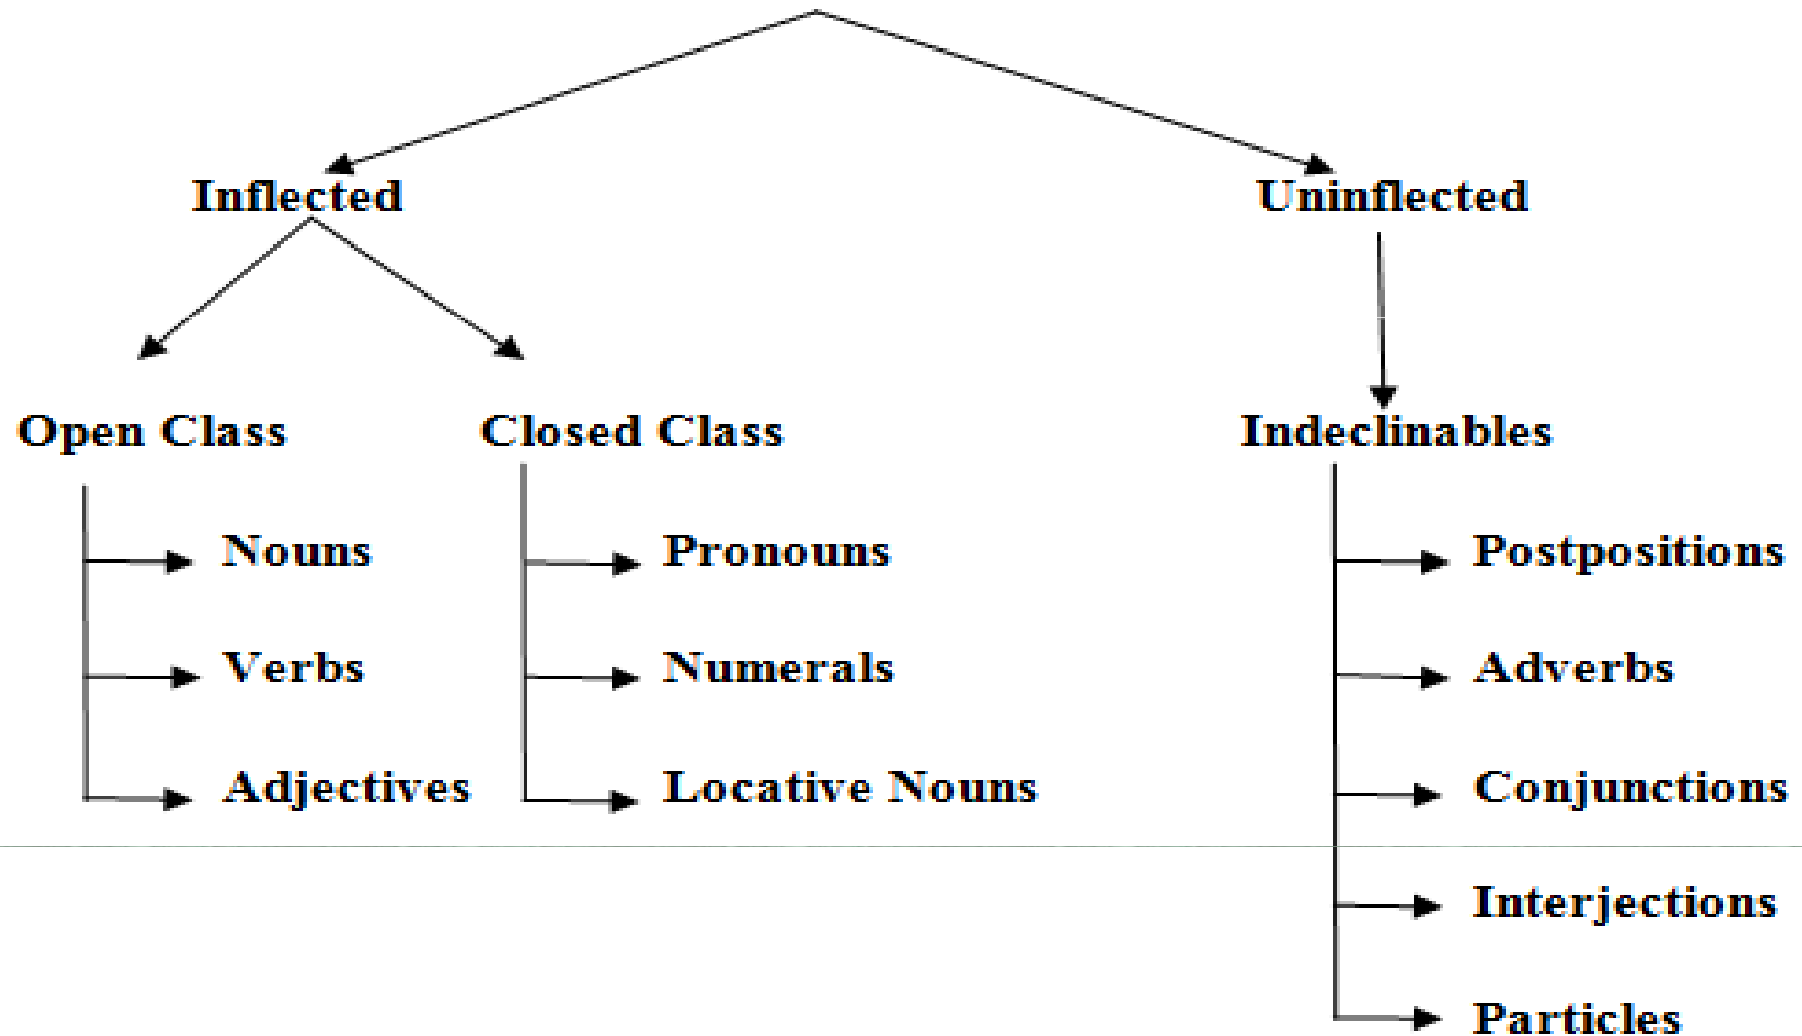 Inflected
Uninflected
Open Class
Closed Class
Indeclinables
Nouns
Pronouns
Postpositions
Verbs
Numerals
Adverbs
Adjectives
Locative Nouns
Conjunctions
Interjections
Particles